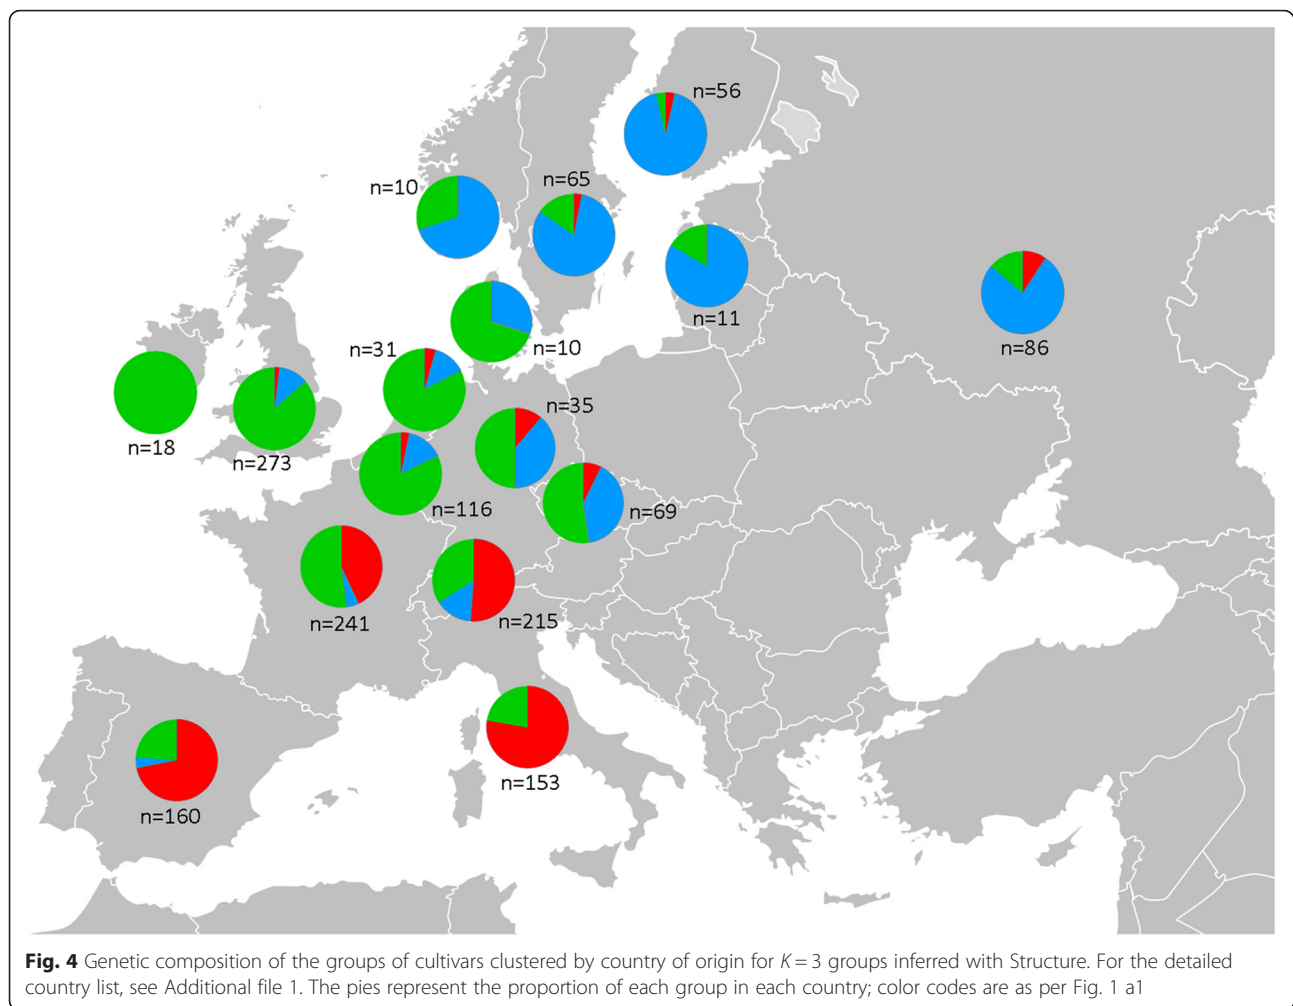 n=56
n=10
n=65
n=11
n=86
n=31
n=10
n=18
n=273
n=35
n=116
n=69
n=241
n=215
n=153
n=160
Fig. 4 Genetic composition of the groups of cultivars clustered by country of origin for K = 3 groups inferred with Structure. For the detailed
country list, see Additional file 1. The pies represent the proportion of each group in each country; color codes are as per Fig. 1 a1